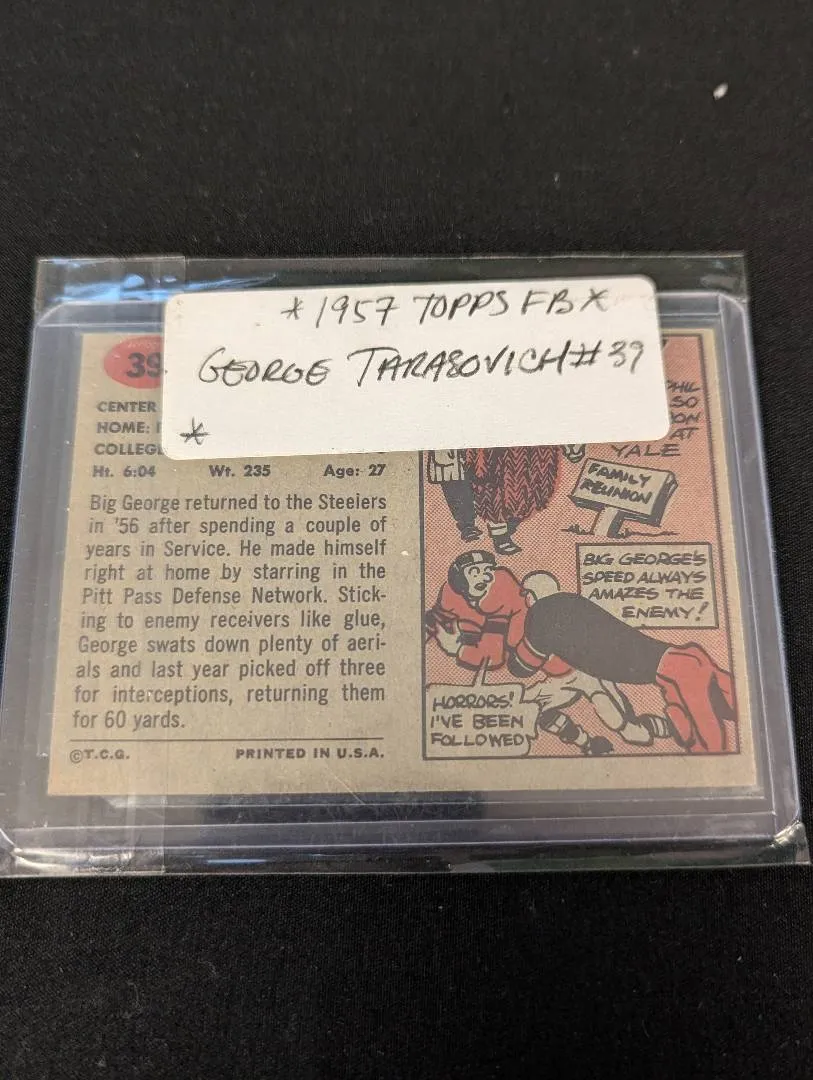 * 1957 TOPPS FB *
GEORGE TARASOVICH # 39
*
39
CENTER
HOME:
COLLEG
Ht. 6:04 Wt. 235 Age: 27
Big George returned to the Steelers
in '56 after spending a couple of
years in Service. He made himself
right at home by starring in the
Pitt Pass Defense Network. Stick-
ing to enemy receivers like glue,
George swats down plenty of aeri-
als and last year picked off three
for interceptions, returning them
for 60 yards.
©T.C.G. PRINTED IN U.S.A.
SO
ON
AT
YALE
FAMILY
REUNION
BIG GEORGE'S
SPEED ALWAYS
AMAZES THE
ENEMY!
HORRORS!
I'VE BEEN
FOLLOWED